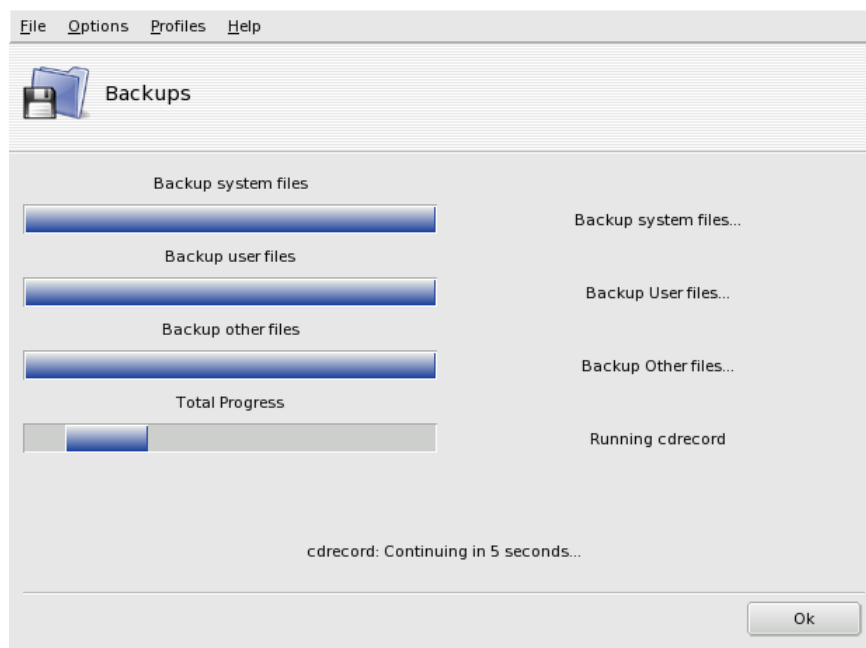 File Options Profiles Help
Backups
Backup system files
Backup system files...
Backup user files
Backup User files...
Backup other files
Backup Other files...
Total Progress
Running cdrecord
cdrecord: Continuing in 5 seconds...
Ok